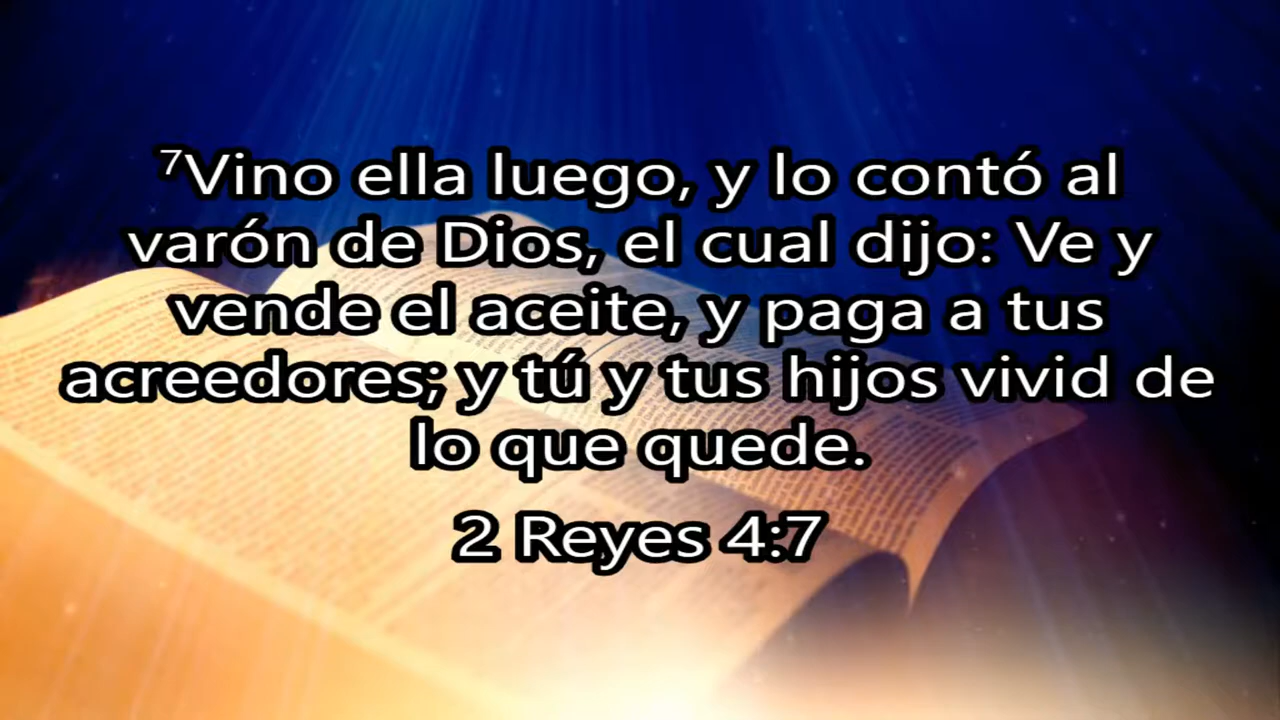 ⁷Vino ella luego, y lo contó al
varón de Dios, el cual dijo: Ve y
vende el aceite, y paga a tus
acreedores; y tú y tus hijos vivid de
lo que quede.
2 Reyes 4:7